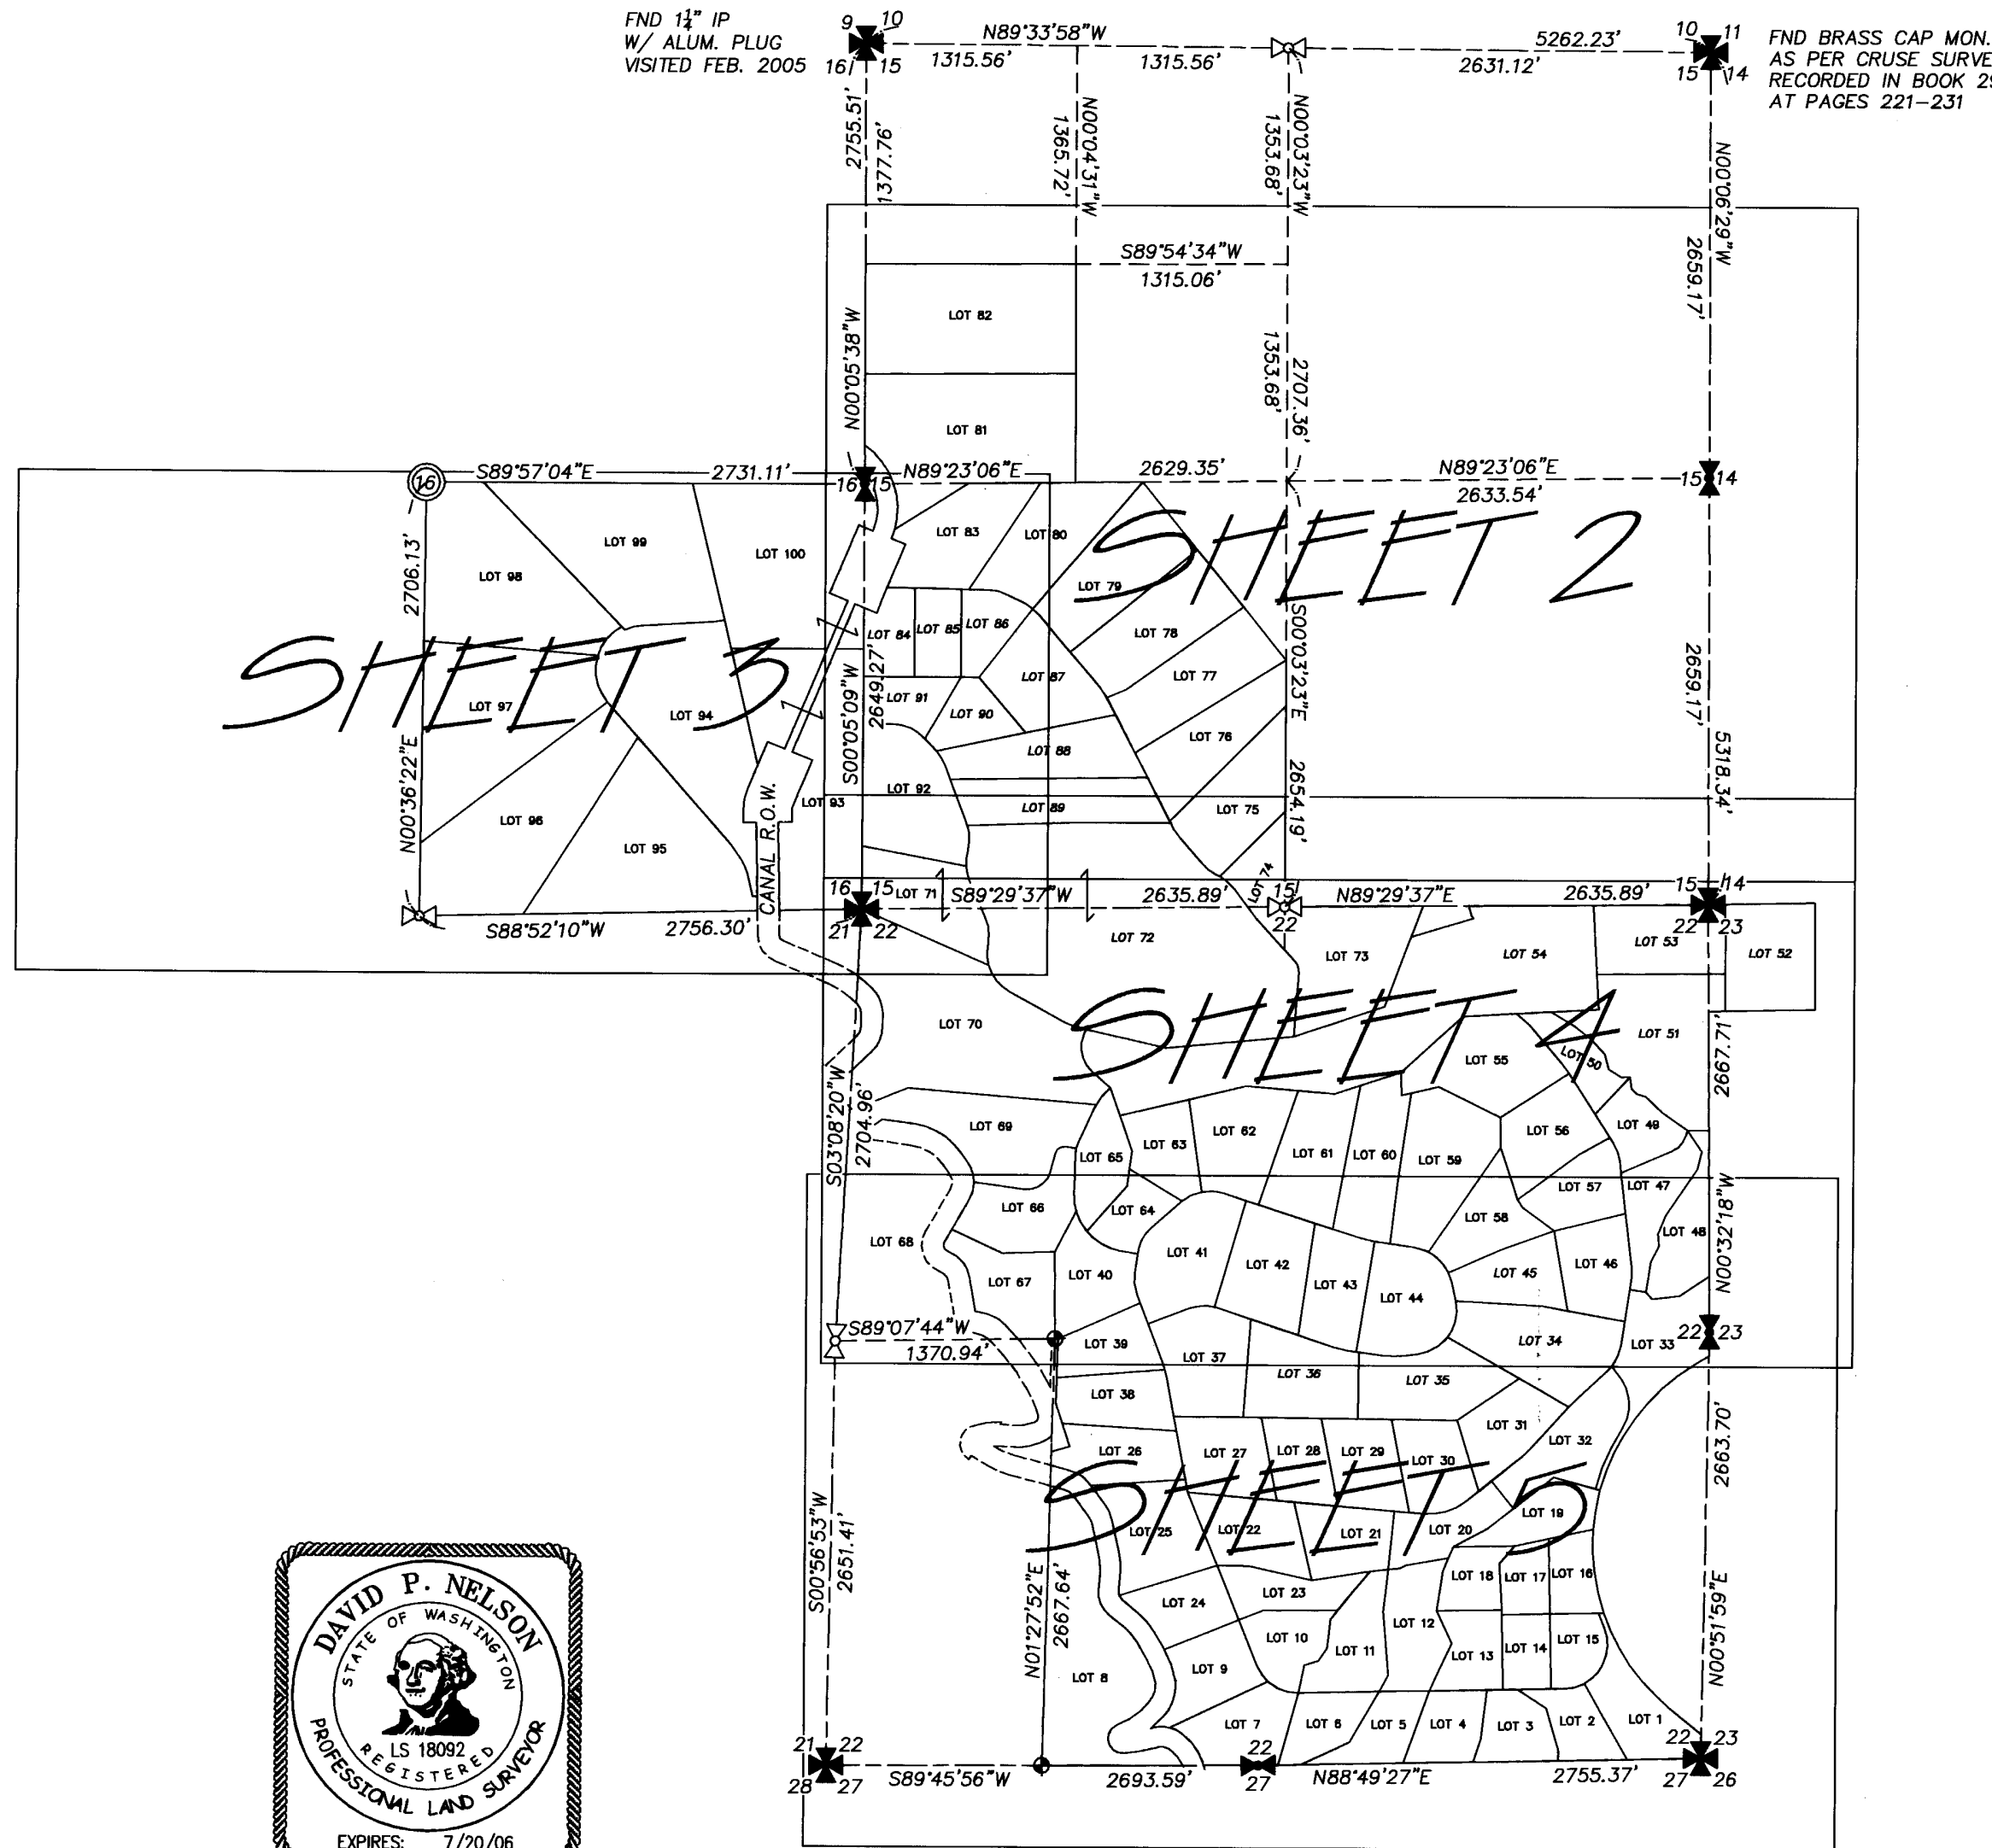 FND 1¼" IP
W/ ALUM. PLUG
VISITED FEB. 2005
9 10
16 15
N89°33'58"W
1315.56'
1315.56'
5262.23'
2631.12'
10 11
15 14
FND BRASS CAP MON.
AS PER CRUSE SURVE
RECORDED IN BOOK 29
AT PAGES 221-231
2755.51'
1377.76'
N00°04'31"W
1365.72'
N00°03'23"W
1353.68'
N00°06'29"W
2659.17'
S89°54'34"W
1315.06'
LOT 82
N00°05'38"W
1353.68'
2707.36'
LOT 81
16
S89°57'04"E
2731.11'
16 15
N89°23'06"E
2629.35'
N89°23'06"E
2633.54'
15 14
SHEET 2
LOT 99
LOT 100
LOT 83
LOT 80
LOT 98
LOT 79
2706.13'
S00°03'23"E
LOT 84
LOT 85
LOT 86
LOT 78
SHEET 3
2659.17'
LOT 97
LOT 94
LOT 91
LOT 90
LOT 87
LOT 77
S00°05'09"W
2649.27'
LOT 88
LOT 76
N00°36'22"E
LOT 92
LOT 93
LOT 89
LOT 75
2654.19'
5318.34'
LOT 96
LOT 95
CANAL R.O.W.
LOT 74
16 15
LOT 71
S89°29'37"W
2635.89'
15
N89°29'37"E
2635.89'
15 14
S88°52'10"W
2756.30'
21 22
22
22 23
LOT 72
LOT 73
LOT 54
LOT 53
LOT 52
SHEET 4
LOT 70
LOT 55
LOT 50
LOT 51
2667.71'
S03°08'20"W
2704.96'
LOT 69
LOT 65
LOT 63
LOT 62
LOT 61
LOT 60
LOT 59
LOT 56
LOT 49
LOT 57
LOT 47
LOT 66
LOT 64
LOT 58
LOT 48
N00°32'18"W
LOT 68
LOT 41
LOT 42
LOT 43
LOT 44
LOT 45
LOT 46
LOT 67
LOT 40
S89°07'44"W
1370.94'
LOT 39
LOT 37
LOT 36
LOT 35
LOT 34
LOT 33
22 23
LOT 38
LOT 31
LOT 32
2663.70'
LOT 26
LOT 27
LOT 28
LOT 29
LOT 30
SHEET 5
LOT 25
LOT 22
LOT 21
LOT 20
LOT 19
S00°56'53"W
2651.41'
N01°27'52"E
2667.64'
LOT 24
LOT 23
LOT 18
LOT 17
LOT 16
LOT 12
N00°51'59"E
LOT 10
LOT 11
LOT 13
LOT 14
LOT 15
LOT 8
LOT 9
LOT 7
LOT 6
LOT 5
LOT 4
LOT 3
LOT 2
LOT 1
21 22
28 27
S89°45'56"W
2693.59'
22
27
N88°49'27"E
2755.37'
22 23
27 26
DAVID P. NELSON
STATE OF WASHINGTON
LS 18092
REGISTERED
PROFESSIONAL LAND SURVEYOR
EXPIRES: 7/20/06